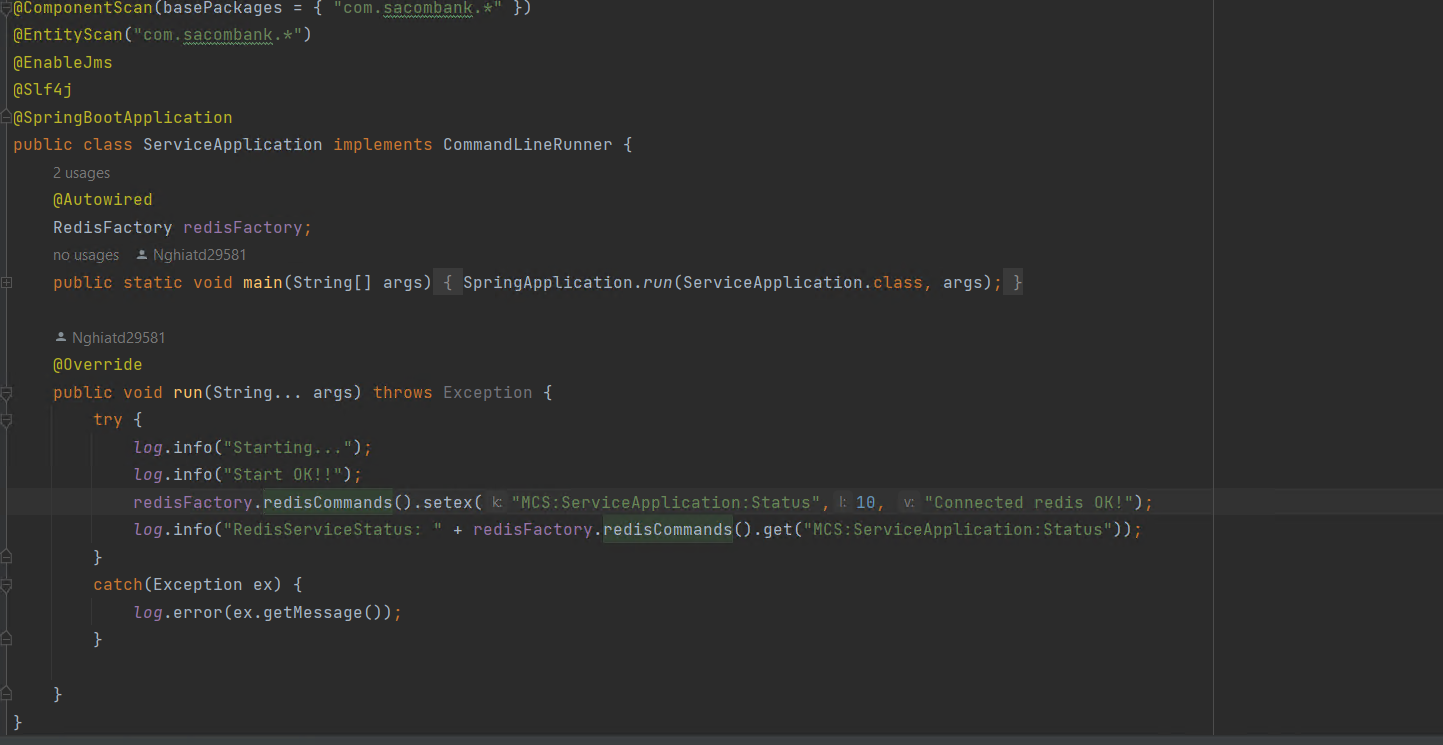 @ComponentScan(basePackages = { "com.sacombank.*" })
@EntityScan("com.sacombank.*")
@EnableJms
@Slf4j
@SpringBootApplication
public class ServiceApplication implements CommandLineRunner {
2 usages
@Autowired
RedisFactory redisFactory;
no usages Nghiatd29581
public static void main(String[] args) { SpringApplication.run(ServiceApplication.class, args); }
Nghiatd29581
@Override
public void run(String... args) throws Exception {
try {
log.info("Starting...");
log.info("Start OK!!");
redisFactory.redisCommands().setex( k: "MCS:ServiceApplication:Status", l: 10, v: "Connected redis OK!");
log.info("RedisServiceStatus: " + redisFactory.redisCommands().get("MCS:ServiceApplication:Status"));
}
catch(Exception ex) {
log.error(ex.getMessage());
}
}
}